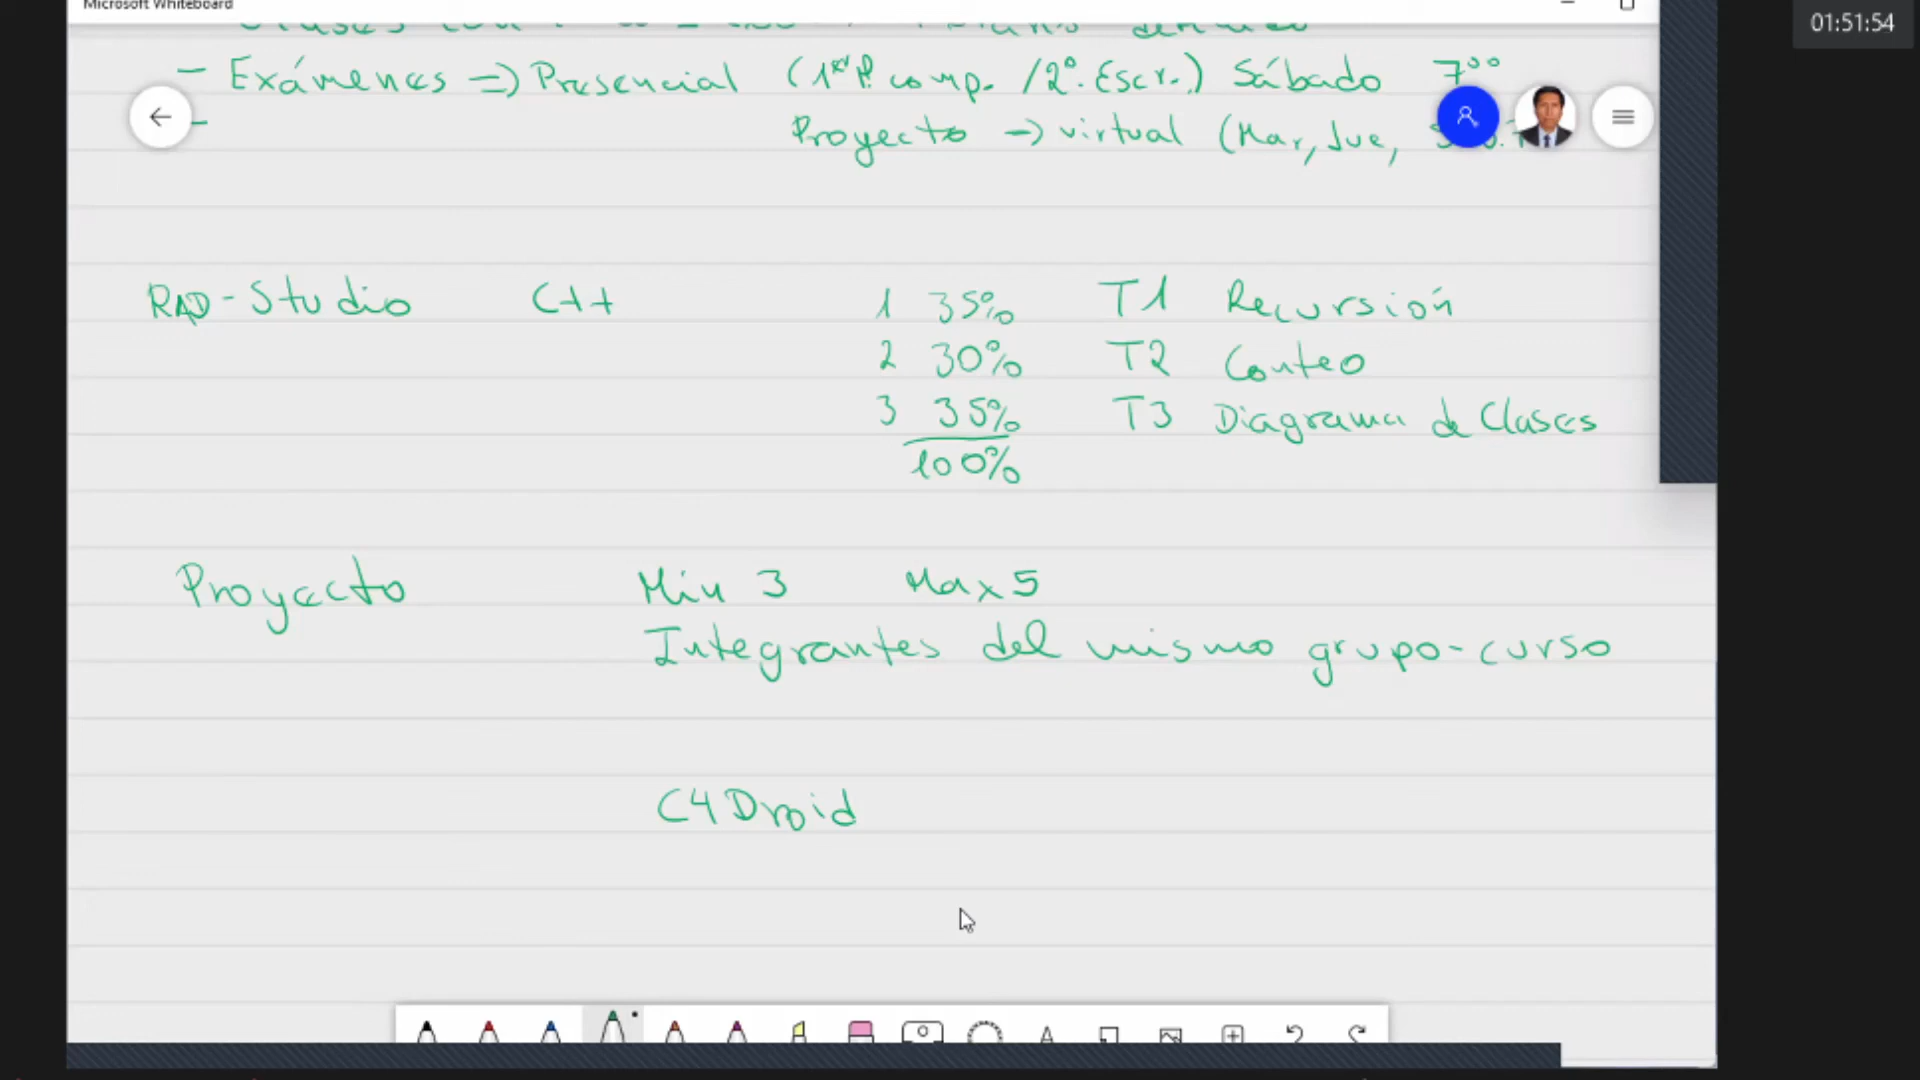 Microsoft Whiteboard
01:51:54
- Exámenes => Presencial (1er P. comp. /2°. Escr.) Sábado 7⁰⁰
- Proyecto -> virtual (Mar, Jue,
RAD-Studio C++ 1 35% T1 Recursión
2 30% T2 Conteo
3 35% T3 Diagrama de Clases
100%
Proyecto Min 3 Max 5
Integrantes del mismo grupo-curso
C4Droid